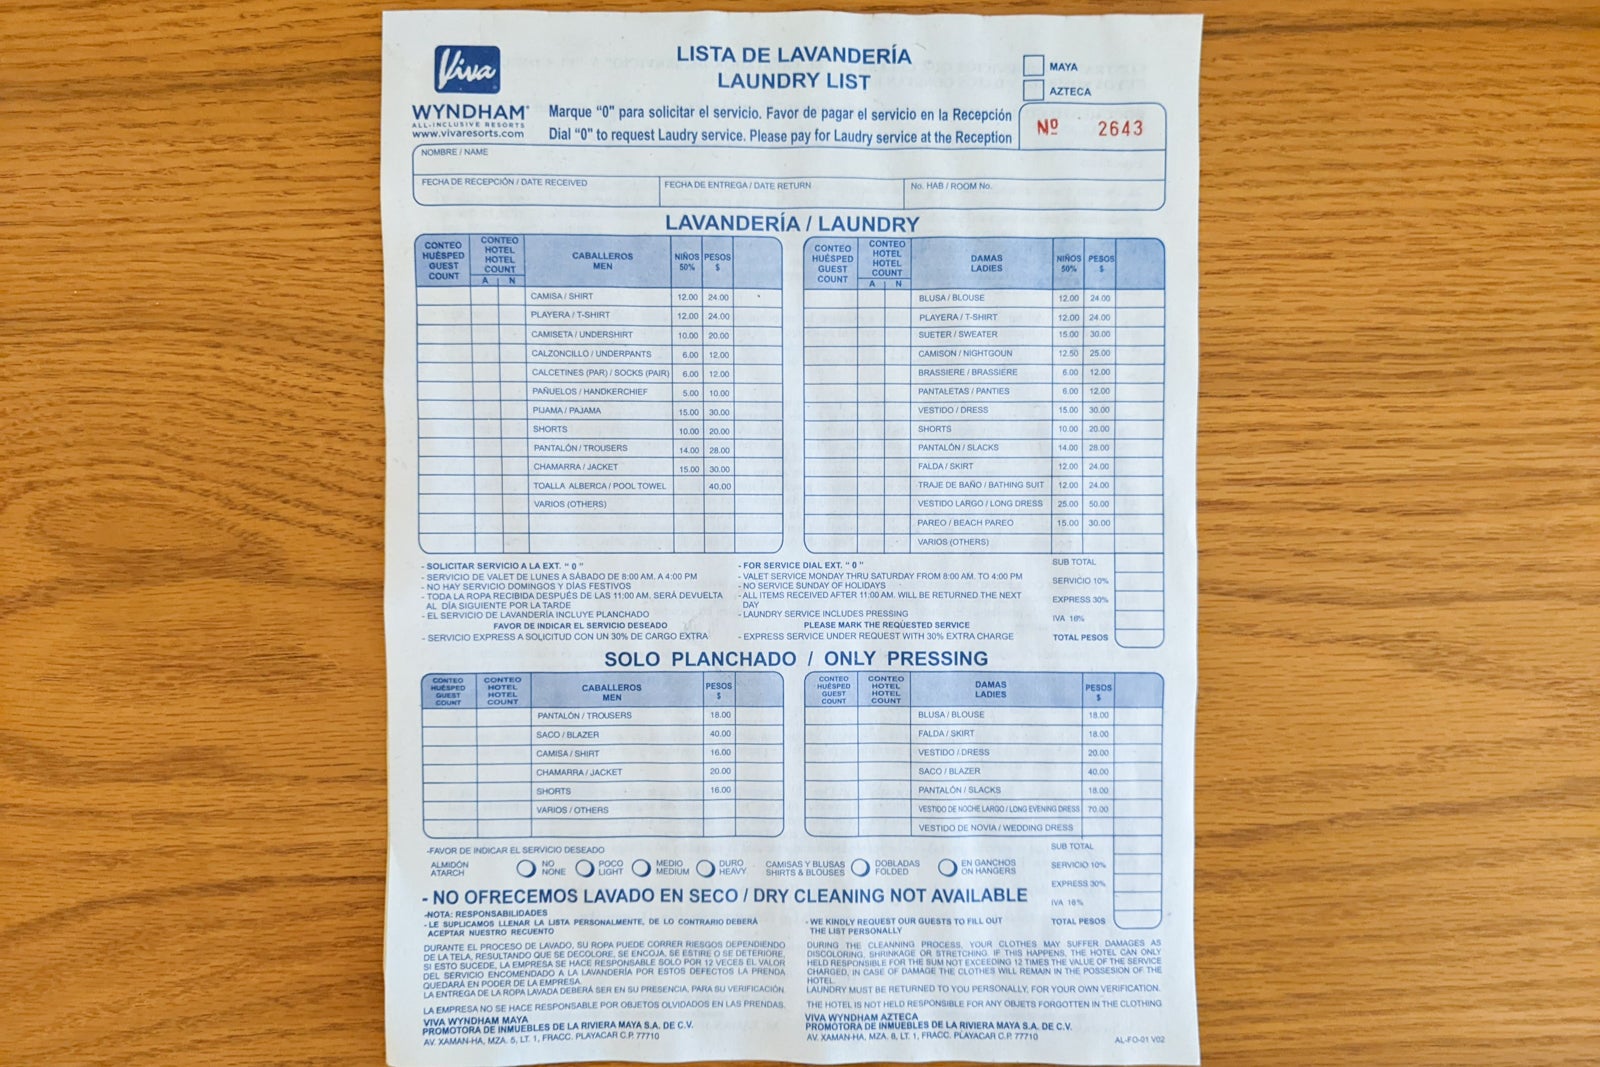 Viva
WYNDHAM
ALL-INCLUSIVE RESORTS
www.vivaresorts.com
LISTA DE LAVANDERÍA
LAUNDRY LIST
MAYA
AZTECA
Marque "0" para solicitar el servicio. Favor de pagar el servicio en la Recepción
Dial "0" to request Laudry service. Please pay for Laudry service at the Reception
Nº 2643
NOMBRE / NAME
FECHA DE RECEPCIÓN / DATE RECEIVED
FECHA DE ENTREGA / DATE RETURN
No. HAB / ROOM No.
LAVANDERÍA / LAUNDRY
CONTEO HUÉSPED GUEST COUNT
CONTEO HOTEL HOTEL COUNT
A N
CABALLEROS MEN
NIÑOS 50%
PESOS $
CAMISA / SHIRT 12.00 24.00
PLAYERA / T-SHIRT 12.00 24.00
CAMISETA / UNDERSHIRT 10.00 20.00
CALZONCILLO / UNDERPANTS 6.00 12.00
CALCETINES (PAR) / SOCKS (PAIR) 6.00 12.00
PAÑUELOS / HANDKERCHIEF 5.00 10.00
PIJAMA / PAJAMA 15.00 30.00
SHORTS 10.00 20.00
PANTALÓN / TROUSERS 14.00 28.00
CHAMARRA / JACKET 15.00 30.00
TOALLA ALBERCA / POOL TOWEL 40.00
VARIOS (OTHERS)
CONTEO HUÉSPED GUEST COUNT
CONTEO HOTEL HOTEL COUNT
A N
DAMAS LADIES
NIÑOS 50%
PESOS $
BLUSA / BLOUSE 12.00 24.00
PLAYERA / T-SHIRT 12.00 24.00
SUETER / SWEATER 15.00 30.00
CAMISON / NIGHTGOUN 12.50 25.00
BRASSIERE / BRASSIERE 6.00 12.00
PANTALETAS / PANTIES 6.00 12.00
VESTIDO / DRESS 15.00 30.00
SHORTS 10.00 20.00
PANTALÓN / SLACKS 14.00 28.00
FALDA / SKIRT 12.00 24.00
TRAJE DE BAÑO / BATHING SUIT 12.00 24.00
VESTIDO LARGO / LONG DRESS 25.00 50.00
PAREO / BEACH PAREO 15.00 30.00
VARIOS (OTHERS)
- SOLICITAR SERVICIO A LA EXT. " 0 "
- SERVICIO DE VALET DE LUNES A SÁBADO DE 8:00 AM. A 4:00 PM
- NO HAY SERVICIO DOMINGOS Y DÍAS FESTIVOS
- TODA LA ROPA RECIBIDA DESPUÉS DE LAS 11:00 AM. SERÁ DEVUELTA
AL DÍA SIGUIENTE POR LA TARDE
- EL SERVICIO DE LAVANDERÍA INCLUYE PLANCHADO
FAVOR DE INDICAR EL SERVICIO DESEADO
- SERVICIO EXPRESS A SOLICITUD CON UN 30% DE CARGO EXTRA
- FOR SERVICE DIAL EXT. " 0 "
- VALET SERVICE MONDAY THRU SATURDAY FROM 8:00 AM. TO 4:00 PM
- NO SERVICE SUNDAY OF HOLIDAYS
- ALL ITEMS RECEIVED AFTER 11:00 AM. WILL BE RETURNED THE NEXT
DAY
- LAUNDRY SERVICE INCLUDES PRESSING
PLEASE MARK THE REQUESTED SERVICE
- EXPRESS SERVICE UNDER REQUEST WITH 30% EXTRA CHARGE
SUB TOTAL
SERVICIO 10%
EXPRESS 30%
IVA 16%
TOTAL PESOS
SOLO PLANCHADO / ONLY PRESSING
CONTEO HUÉSPED GUEST COUNT
CONTEO HOTEL HOTEL COUNT
CABALLEROS MEN
PESOS $
PANTALÓN / TROUSERS 18.00
SACO / BLAZER 40.00
CAMISA / SHIRT 16.00
CHAMARRA / JACKET 20.00
SHORTS 16.00
VARIOS / OTHERS
CONTEO HUÉSPED GUEST COUNT
CONTEO HOTEL HOTEL COUNT
DAMAS LADIES
PESOS $
BLUSA / BLOUSE 18.00
FALDA / SKIRT 18.00
VESTIDO / DRESS 20.00
SACO / BLAZER 40.00
PANTALÓN / SLACKS 18.00
VESTIDO DE NOCHE LARGO / LONG EVENING DRESS 70.00
VESTIDO DE NOVIA / WEDDING DRESS
SUB TOTAL
SERVICIO 10%
EXPRESS 30%
IVA 16%
TOTAL PESOS
-FAVOR DE INDICAR EL SERVICIO DESEADO
ALMIDÓN ATARCH
NO NONE
POCO LIGHT
MEDIO MEDIUM
DURO HEAVY
CAMISAS Y BLUSAS SHIRTS & BLOUSES
DOBLADAS FOLDED
EN GANCHOS ON HANGERS
- NO OFRECEMOS LAVADO EN SECO / DRY CLEANING NOT AVAILABLE
-NOTA: RESPONSABILIDADES
- LE SUPLICAMOS LLENAR LA LISTA PERSONALMENTE, DE LO CONTRARIO DEBERÁ
ACEPTAR NUESTRO RECUENTO
DURANTE EL PROCESO DE LAVADO, SU ROPA PUEDE CORRER RIESGOS DEPENDIENDO
DE LA TELA, RESULTANDO QUE SE DECOLORE, SE ENCOJA, SE ESTIRE O SE DETERIORE.
SI ESTO SUCEDE, LA EMPRESA SE HACE RESPONSABLE SOLO POR 12 VECES EL VALOR
DEL SERVICIO ENCOMENDADO A LA LAVANDERÍA POR ESTOS DEFECTOS LA PRENDA
QUEDARÁ EN PODER DE LA EMPRESA.
LA ENTREGA DE LA ROPA LAVADA DEBERÁ SER EN SU PRESENCIA, PARA SU VERIFICACIÓN.
LA EMPRESA NO SE HACE RESPONSABLE POR OBJETOS OLVIDADOS EN LAS PRENDAS.
VIVA WYNDHAM MAYA
PROMOTORA DE INMUEBLES DE LA RIVIERA MAYA S.A. DE C.V.
AV. XAMAN-HA, MZA. 5, LT. 1, FRACC. PLAYACAR C.P. 77710
- WE KINDLY REQUEST OUR GUESTS TO FILL OUT
THE LIST PERSONALLY
DURING THE CLEANNING PROCESS, YOUR CLOTHES MAY SUFFER DAMAGES AS
DISCOLORING, SHRINKAGE OR STRETCHING. IF THIS HAPPENS, THE HOTEL CAN ONLY
HELD RESPONSIBLE FOR THE SUM NOT EXCEEDING 12 TIMES THE VALUE OF THE SERVICE
CHARGED, IN CASE OF DAMAGE THE CLOTHES WILL REMAIN IN THE POSSESION OF THE
HOTEL.
LAUNDRY MUST BE RETURNED TO YOU PERSONALLY, FOR YOUR OWN VERIFICATION.
THE HOTEL IS NOT HELD RESPONSIBLE FOR ANY OBJETS FORGOTTEN IN THE CLOTHING
VIVA WYNDHAM AZTECA
PROMOTORA DE INMUEBLES DE LA RIVIERA MAYA S.A. DE C.V.
AV. XAMAN-HA, MZA. 8, LT. 1, FRACC. PLAYACAR C.P. 77710
AL-FO-01 V02